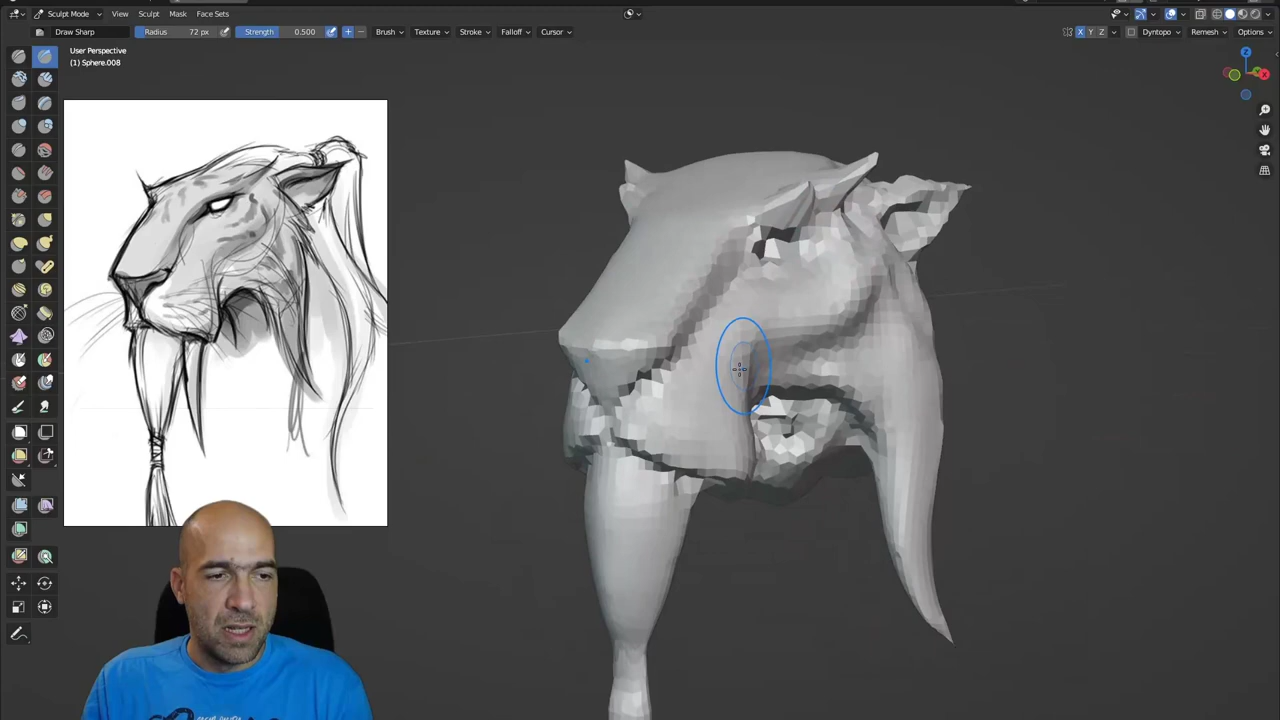 Sculpt Mode View Sculpt Mask Face Sets
Draw Sharp Radius 72 px Strength 0.500 Brush Texture Stroke Falloff Cursor X Y Z Dyntopo Remesh Options
User Perspective
(1) Sphere.008
Z
X